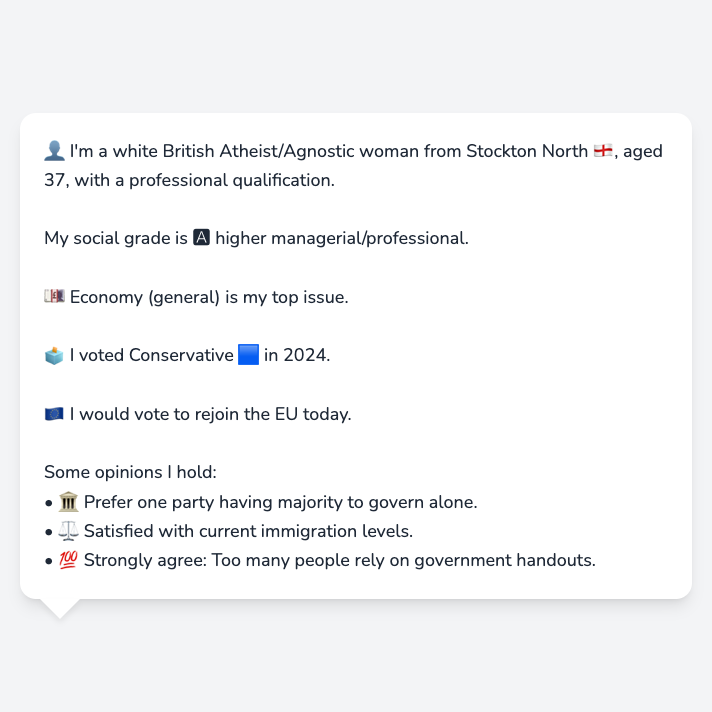 👤 I'm a white British Atheist/Agnostic woman from Stockton North 🏴󠁧󠁢󠁥󠁮󠁧󠁿, aged
37, with a professional qualification.
My social grade is 🅰 higher managerial/professional.
💷 Economy (general) is my top issue.
🗳️ I voted Conservative 🟦 in 2024.
🇪🇺 I would vote to rejoin the EU today.
Some opinions I hold:
• 🏛️ Prefer one party having majority to govern alone.
• ⚖️ Satisfied with current immigration levels.
• 💯 Strongly agree: Too many people rely on government handouts.